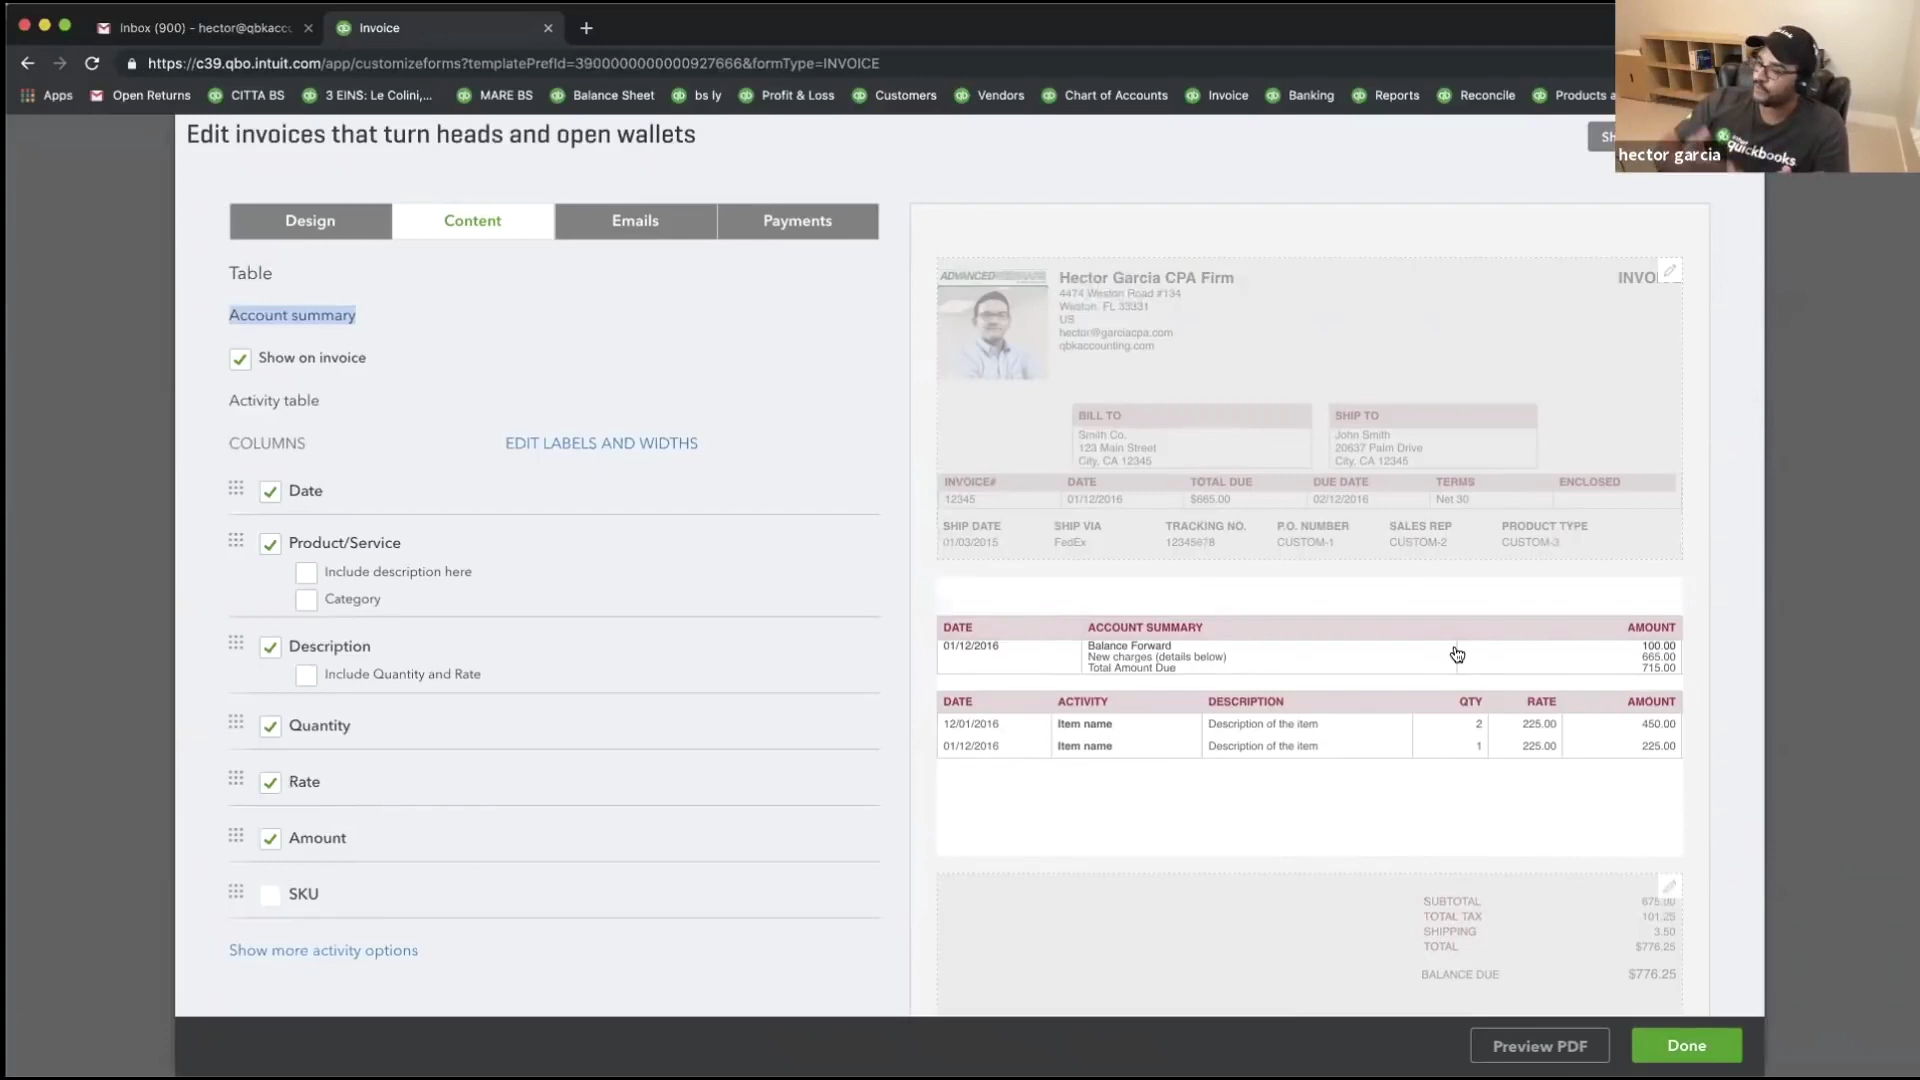 Inbox (900) - hector@qbkaccc
Invoice
https://c39.qbo.intuit.com/app/customizeforms?templatePrefId=3900000000000927666&formType=INVOICE
Apps
Open Returns
CITTA BS
3 EINS: Le Colini,...
MARE BS
Balance Sheet
bs ly
Profit & Loss
Customers
Vendors
Chart of Accounts
Invoice
Banking
Reports
Reconcile
Products a
Edit invoices that turn heads and open wallets
quickbooks
hector garcia
Design
Content
Emails
Payments
Table
Account summary
Show on invoice
Activity table
COLUMNS
EDIT LABELS AND WIDTHS
Date
Product/Service
Include description here
Category
Description
Include Quantity and Rate
Quantity
Rate
Amount
SKU
Show more activity options
ADVANCED
Hector Garcia CPA Firm
4474 Weston Road #134
Weston, FL 33331
US
hector@garciacpa.com
qbkaccounting.com
INVO
BILL TO
Smith Co.
123 Main Street
City, CA 12345
SHIP TO
John Smith
20637 Palm Drive
City, CA 12345
INVOICE# DATE TOTAL DUE DUE DATE TERMS ENCLOSED
12345 01/12/2016 $665.00 02/12/2016 Net 30
SHIP DATE SHIP VIA TRACKING NO. P.O. NUMBER SALES REP PRODUCT TYPE
01/03/2015 FedEx 12345678 CUSTOM-1 CUSTOM-2 CUSTOM-3
DATE ACCOUNT SUMMARY AMOUNT
01/12/2016 Balance Forward 100.00
New charges (details below) 665.00
Total Amount Due 715.00
DATE ACTIVITY DESCRIPTION QTY RATE AMOUNT
12/01/2016 Item name Description of the item 2 225.00 450.00
01/12/2016 Item name Description of the item 1 225.00 225.00
SUBTOTAL 675.00
TOTAL TAX 101.25
SHIPPING 3.50
TOTAL $776.25
BALANCE DUE $776.25
Preview PDF
Done